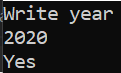 Write year
2020
Yes